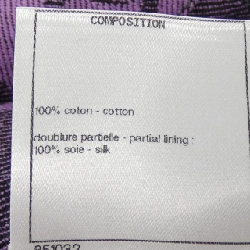 COMPOSITION
100% coton - cotton
doublure partielle - partial lining :
100% soie - silk